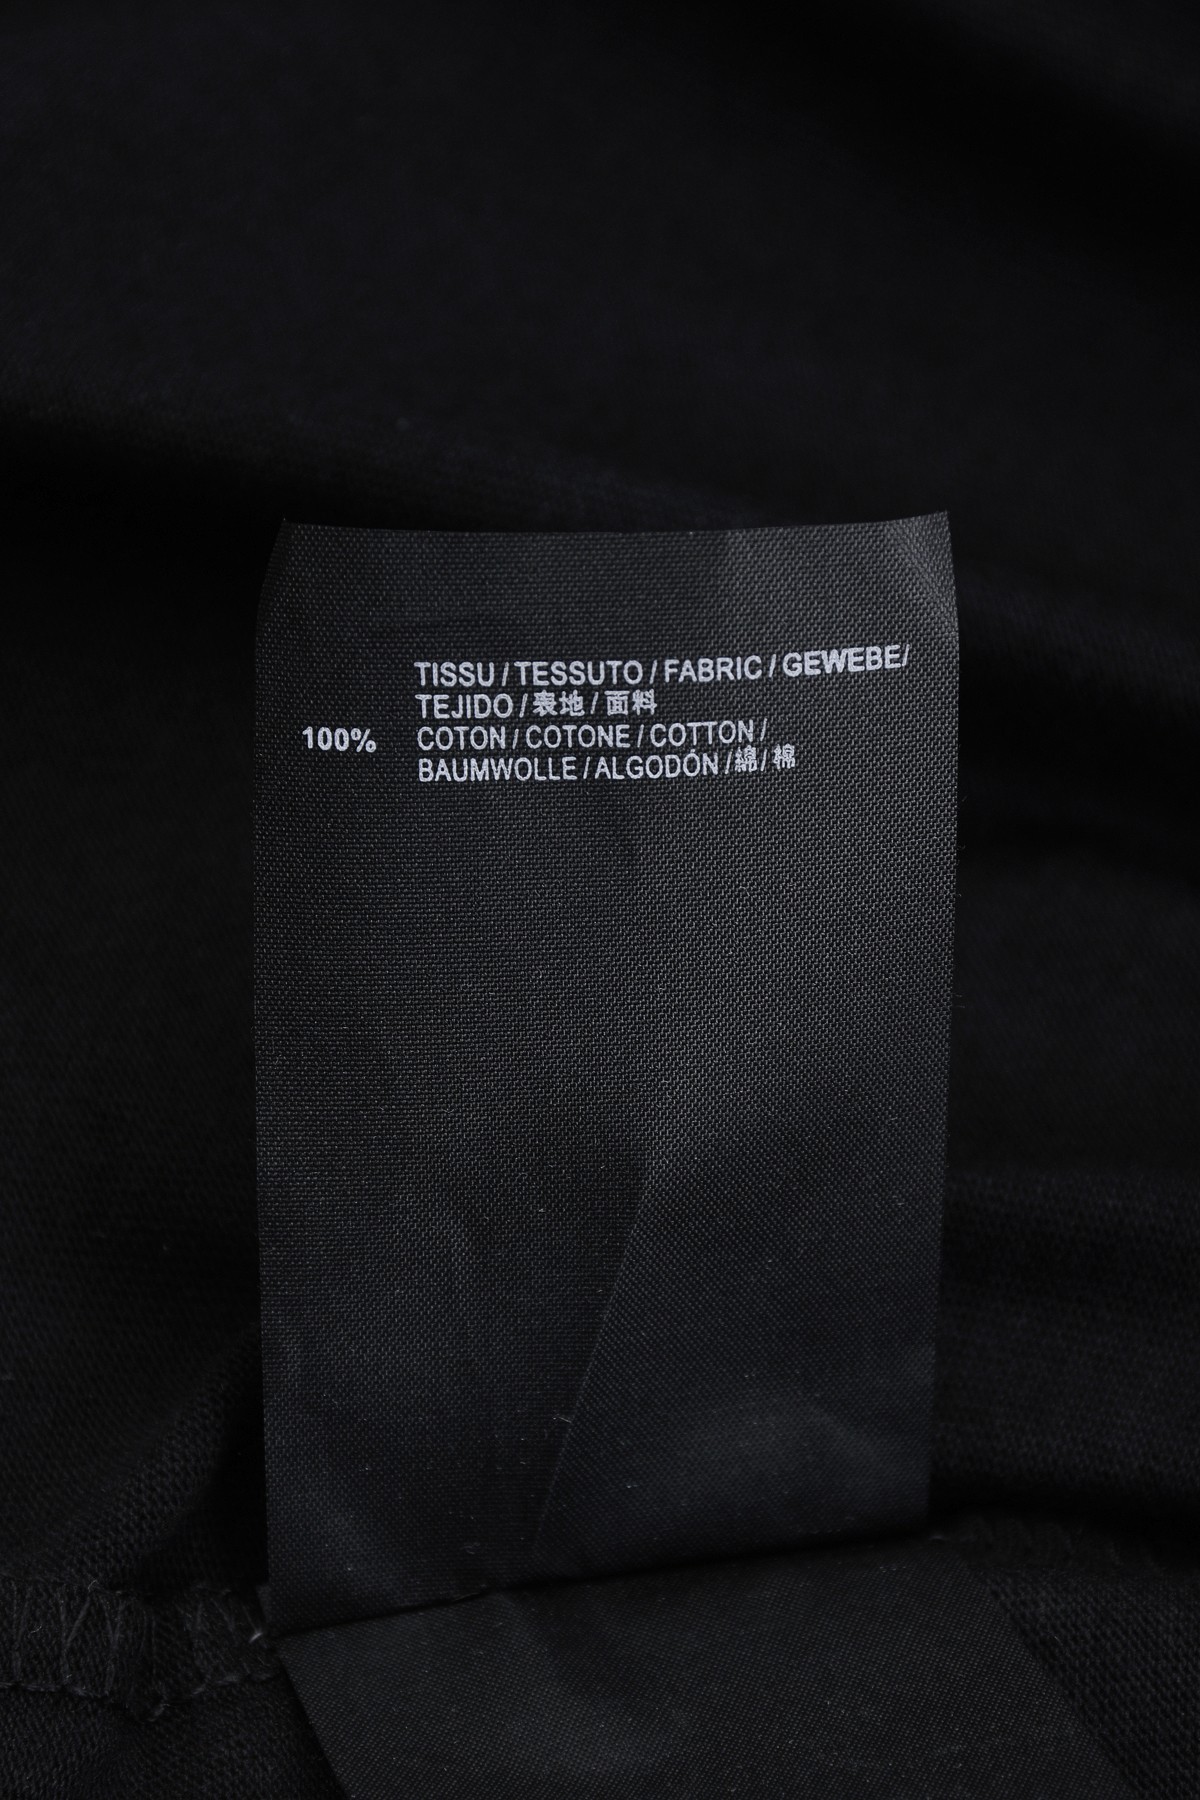 TISSU / TESSUTO / FABRIC / GEWEBE/
TEJIDO / 表地 / 面料
100% COTON / COTONE / COTTON /
BAUMWOLLE / ALGODÓN / 綿 / 棉